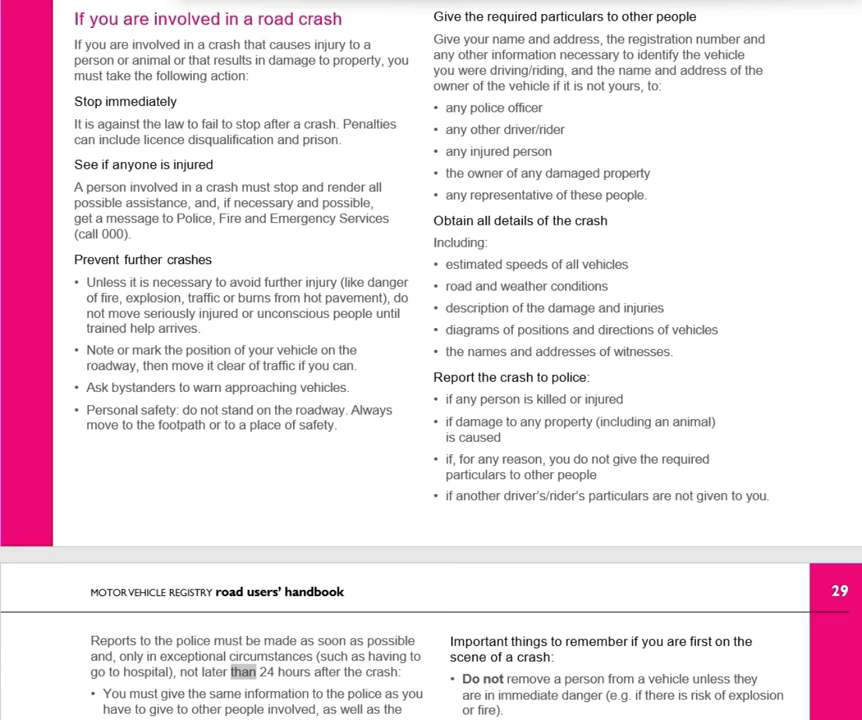 If you are involved in a road crash
If you are involved in a crash that causes injury to a
person or animal or that results in damage to property, you
must take the following action:
Stop immediately
It is against the law to fail to stop after a crash. Penalties
can include licence disqualification and prison.
See if anyone is injured
A person involved in a crash must stop and render all
possible assistance, and, if necessary and possible,
get a message to Police, Fire and Emergency Services
(call 000).
Prevent further crashes
• Unless it is necessary to avoid further injury (like danger
of fire, explosion, traffic or burns from hot pavement), do
not move seriously injured or unconscious people until
trained help arrives.
• Note or mark the position of your vehicle on the
roadway, then move it clear of traffic if you can.
• Ask bystanders to warn approaching vehicles.
• Personal safety: do not stand on the roadway. Always
move to the footpath or to a place of safety.
Give the required particulars to other people
Give your name and address, the registration number and
any other information necessary to identify the vehicle
you were driving/riding, and the name and address of the
owner of the vehicle if it is not yours, to:
• any police officer
• any other driver/rider
• any injured person
• the owner of any damaged property
• any representative of these people.
Obtain all details of the crash
Including:
• estimated speeds of all vehicles
• road and weather conditions
• description of the damage and injuries
• diagrams of positions and directions of vehicles
• the names and addresses of witnesses.
Report the crash to police:
• if any person is killed or injured
• if damage to any property (including an animal)
is caused
• if, for any reason, you do not give the required
particulars to other people
• if another driver's/rider's particulars are not given to you.
MOTOR VEHICLE REGISTRY road users' handbook
29
Reports to the police must be made as soon as possible
and, only in exceptional circumstances (such as having to
go to hospital), not later than 24 hours after the crash:
• You must give the same information to the police as you
have to give to other people involved, as well as the
Important things to remember if you are first on the
scene of a crash:
• Do not remove a person from a vehicle unless they
are in immediate danger (e.g. if there is risk of explosion
or fire).